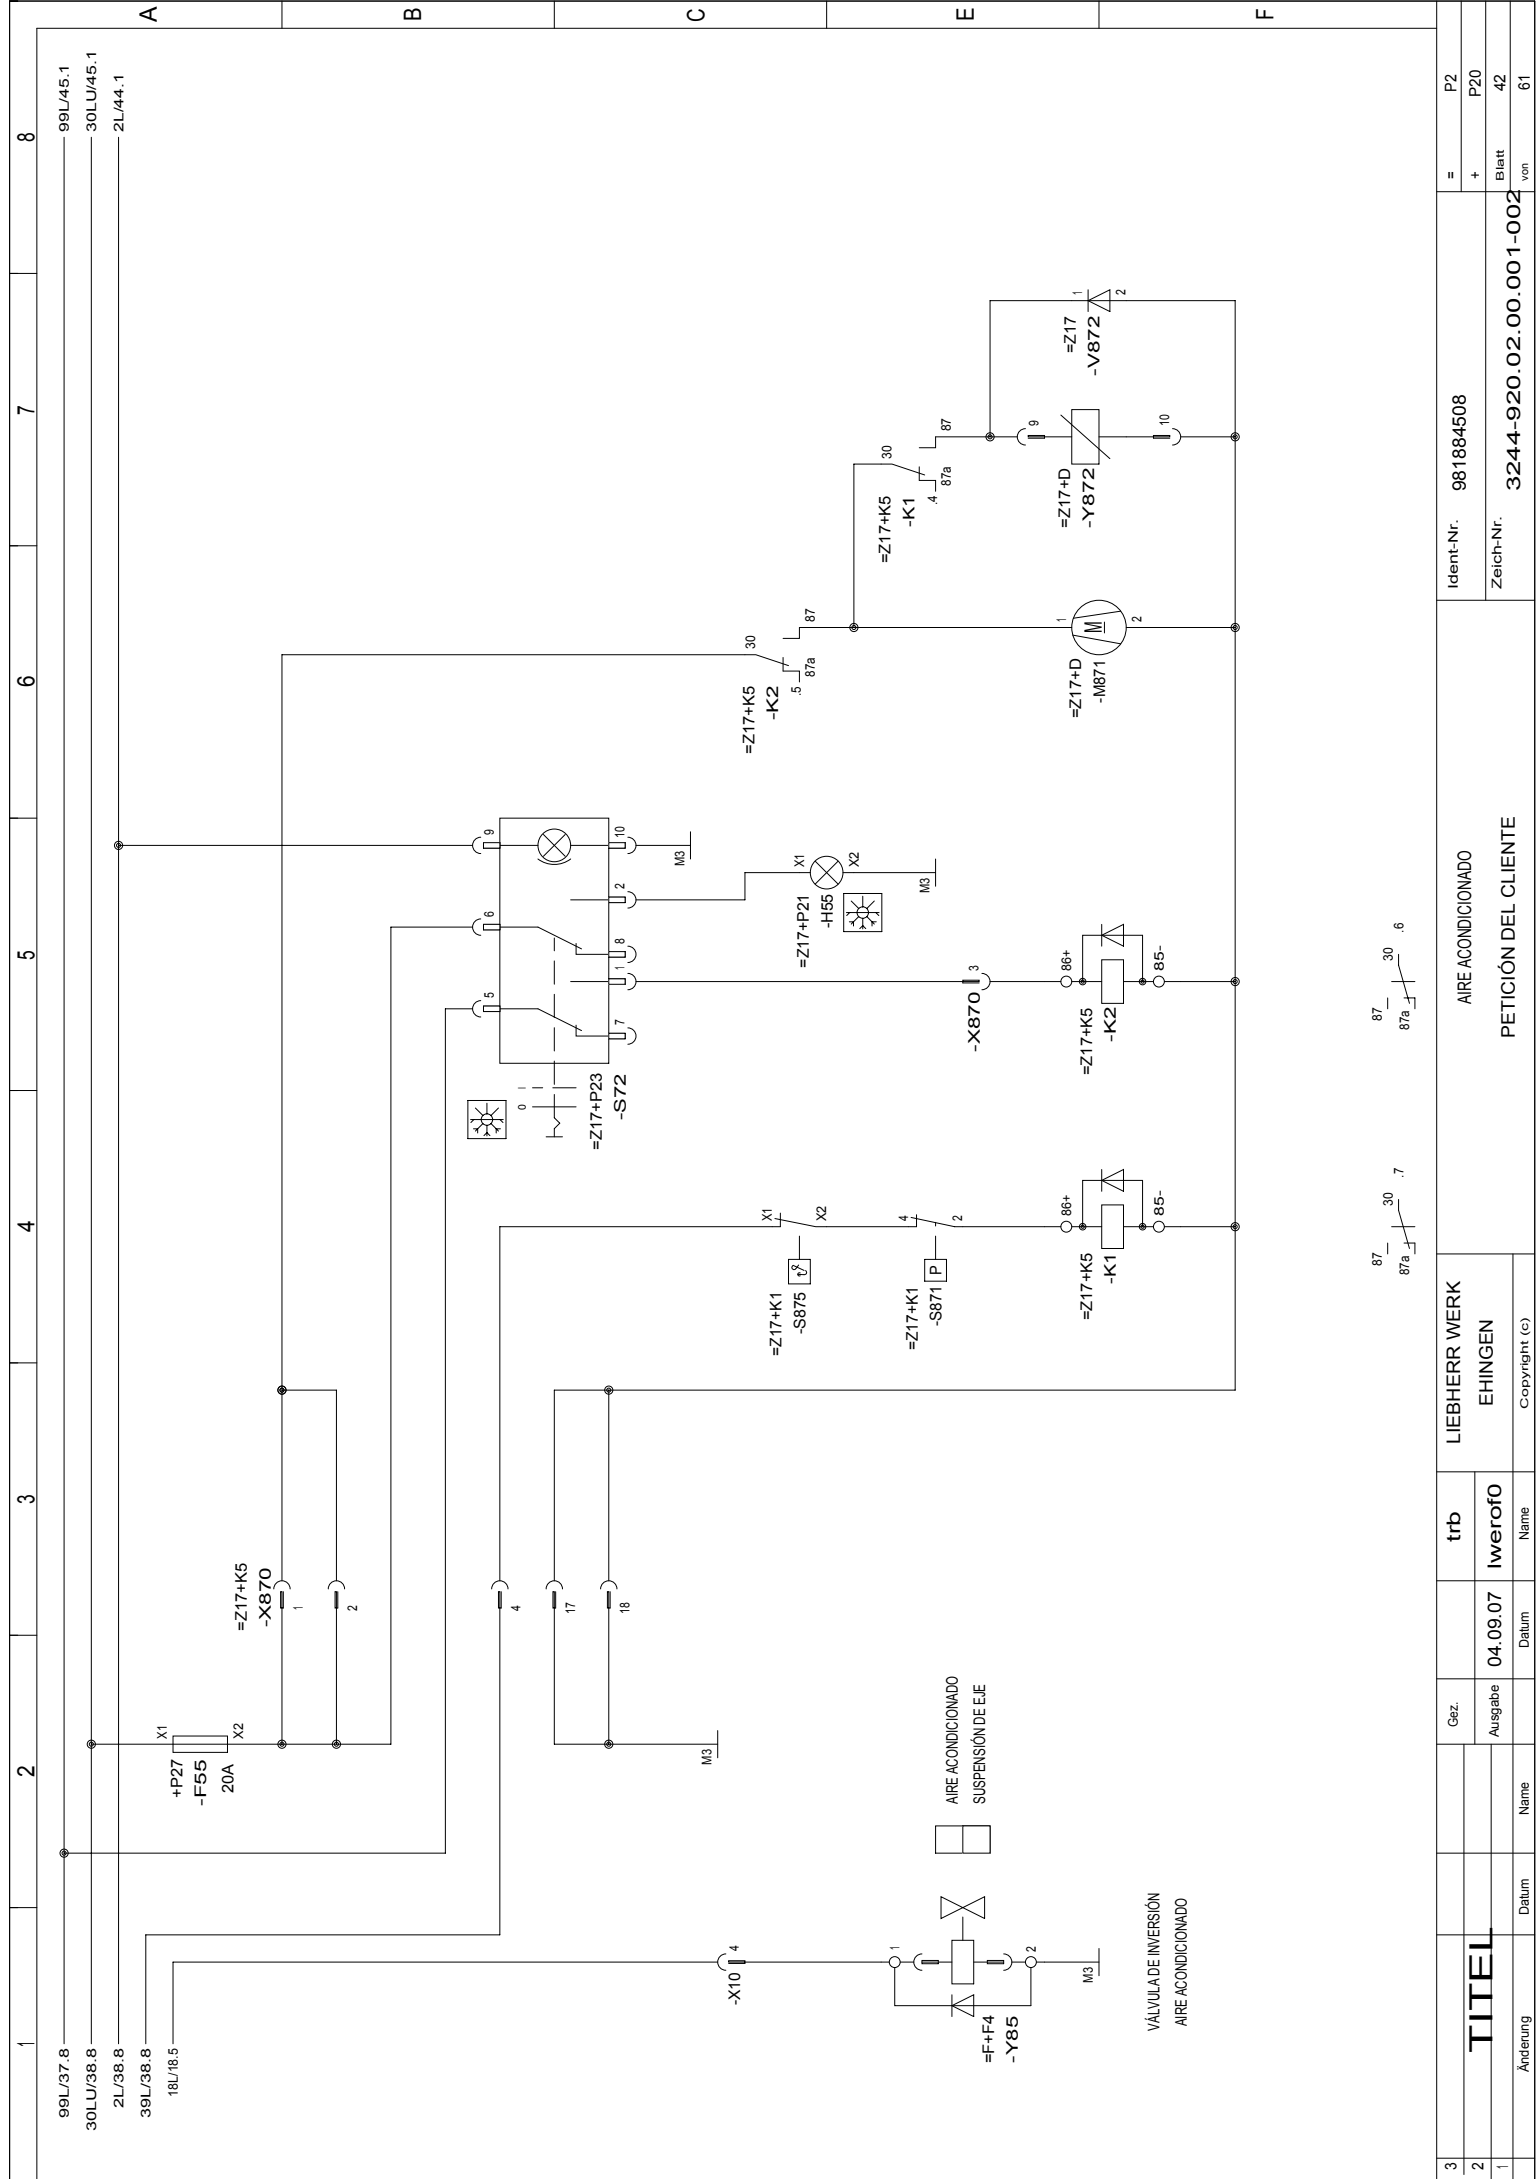 1
2
3
4
5
6
7
8
A
B
C
E
F
99L/37.8
30LU/38.8
2L/38.8
39L/38.8
18L/18.5
99L/45.1
30LU/45.1
2L/44.1
+P27
-F55
20A
X1
X2
=Z17+K5
-X870
1
2
4
17
18
M3
-X10
4
=F+F4
-Y85
1
2
M3
VÁLVULA DE INVERSIÓN
AIRE ACONDICIONADO
AIRE ACONDICIONADO
SUSPENSIÓN DE EJE
0
=Z17+P23
-S72
5
6
9
7
1
8
2
10
M3
=Z17+P21
-H55
X1
X2
M3
=Z17+K1
-S875
X1
X2
=Z17+K1
-S871
P
4
2
=Z17+K5
-K1
86+
85-
-X870
3
=Z17+K5
-K2
86+
85-
=Z17+K5
-K2
30
87a
87
.5
=Z17+D
-M871
M
1
2
=Z17+K5
-K1
30
87a
87
.4
=Z17+D
-Y872
9
10
=Z17
-V872
1
2
87
87a
30
.7
87
87a
30
.6
3
2
1
TITEL
Änderung
Datum
Name
Gez.
Ausgabe
04.09.07
Datum
trb
lwerof0
Name
LIEBHERR WERK
EHINGEN
Copyright (c)
AIRE ACONDICIONADO
PETICIÓN DEL CLIENTE
Ident-Nr.
981884508
Zeich-Nr.
3244-920.02.00.001-002
= P2
+ P20
Blatt 42
von 61